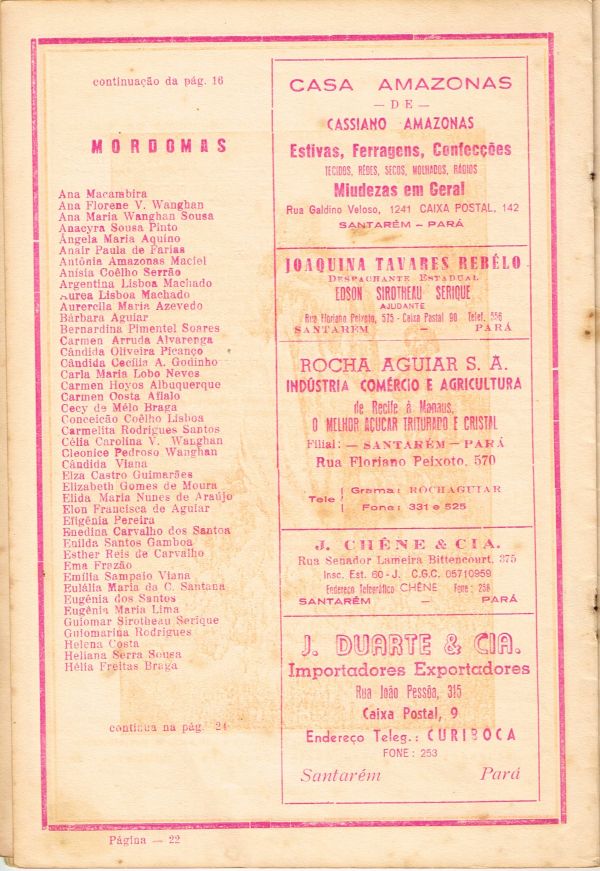 continuação da pág. 16
MORDOMAS
Ana Macambira
Ana Florene V. Wanghan
Ana Maria Wanghan Sousa
Anacyra Sousa Pinto
Ângela Maria Aquino
Anair Paula de Farias
Antônia Amazonas Maciel
Anísia Coêlho Serrão
Argentina Lisboa Machado
Aurea Lisboa Machado
Aurerclia Maria Azevedo
Bárbara Aguiar
Bernardina Pimentel Soares
Carmen Arruda Alvarenga
Cândida Oliveira Picanço
Cândida Cecília A. Godinho
Carla Maria Lobo Neves
Carmen Hoyos Albuquerque
Carmen Costa Aflalo
Cecy de Mélo Braga
Conceicão Coêlho Lisboa
Carmelita Rodrigues Santos
Célia Carolina V. Wanghan
Cleonice Pedroso Wanghan
Cândida Viana
Elza Castro Guimarães
Elizabeth Gomes de Moura
Elida Maria Nunes de Araújo
Elon Francisca de Aguiar
Efigênia Pereira
Enedina Carvalho dos Santos
Enilda Santos Gamboa
Esther Reis de Carvalho
Ema Frazão
Emília Sampaio Viana
Eulália Maria da C. Santana
Eugênia dos Santos
Eugênia Maria Lima
Guiomar Sirotheau Serique
Guiomarina Rodrigues
Helena Costa
Heliana Serra Sousa
Hélia Freitas Braga
continua na pág. 24
CASA AMAZONAS
— DE —
CASSIANO AMAZONAS
Estivas, Ferragens, Confecções
TECIDOS, RÊDES, SECOS, MOLHADOS, RÁDIOS
Miudezas em Geral
Rua Galdino Veloso, 1241 CAIXA POSTAL, 142
SANTARÉM — PARÁ
JOAQUINA TAVARES REBÊLO
DESPACHANTE ESTADUAL
EDSON SIROTHEAU SERIQUE
AJUDANTE
Rua Floriano Peixoto, 575 - Caixa Postal 90 Telef. 556
SANTAREM — PARÁ
ROCHA AGUIAR S. A.
INDÚSTRIA COMÉRCIO E AGRICULTURA
de Recife à Manaus,
O MELHOR AÇUCAR TRITURADO E CRISTAL
Filial: — SANTARÉM — PARÁ
Rua Floriano Peixoto, 570
Tele { Grama: ROCHAGUIAR
Fone: 331 e 525
J. CHÊNE & CIA.
Rua Senador Lameira Bittencourt, 375
Insc. Est. 60 - J. C.G.C. 05710959
Endereço Telegráfico CHÊNE Fone: 256
SANTARÉM — PARÁ
J. DUARTE & CIA.
Importadores Exportadores
Rua João Pessôa, 315
Caixa Postal, 9
Endereço Teleg.: CURIBOCA
FONE: 253
Santarém Pará
Página — 22